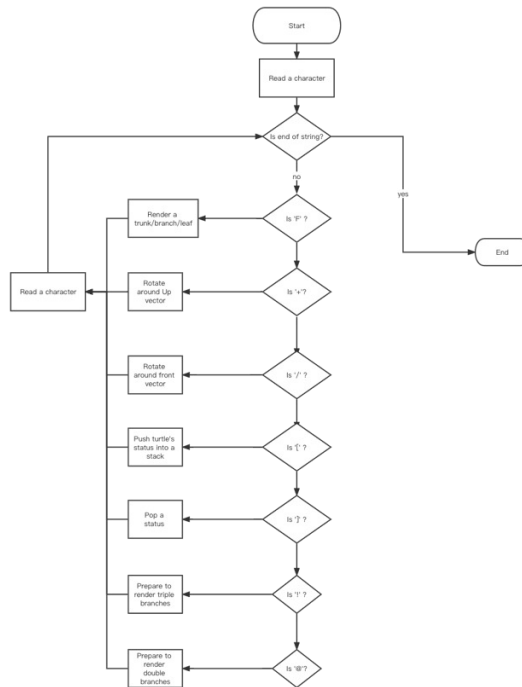 Start
Read a character
Is end of string?
no
yes
Is 'F' ?
Render a
trunk/branch/leaf
End
Read a character
Rotate
around Up
vector
Is '+'?
Rotate
around front
vector
Is '/' ?
Push turtle's
status into a
stack
Is '[' ?
Pop a
status
Is ']' ?
Prepare to
render triple
branches
Is '!' ?
Prepare to
render
double
branches
Is '@'?